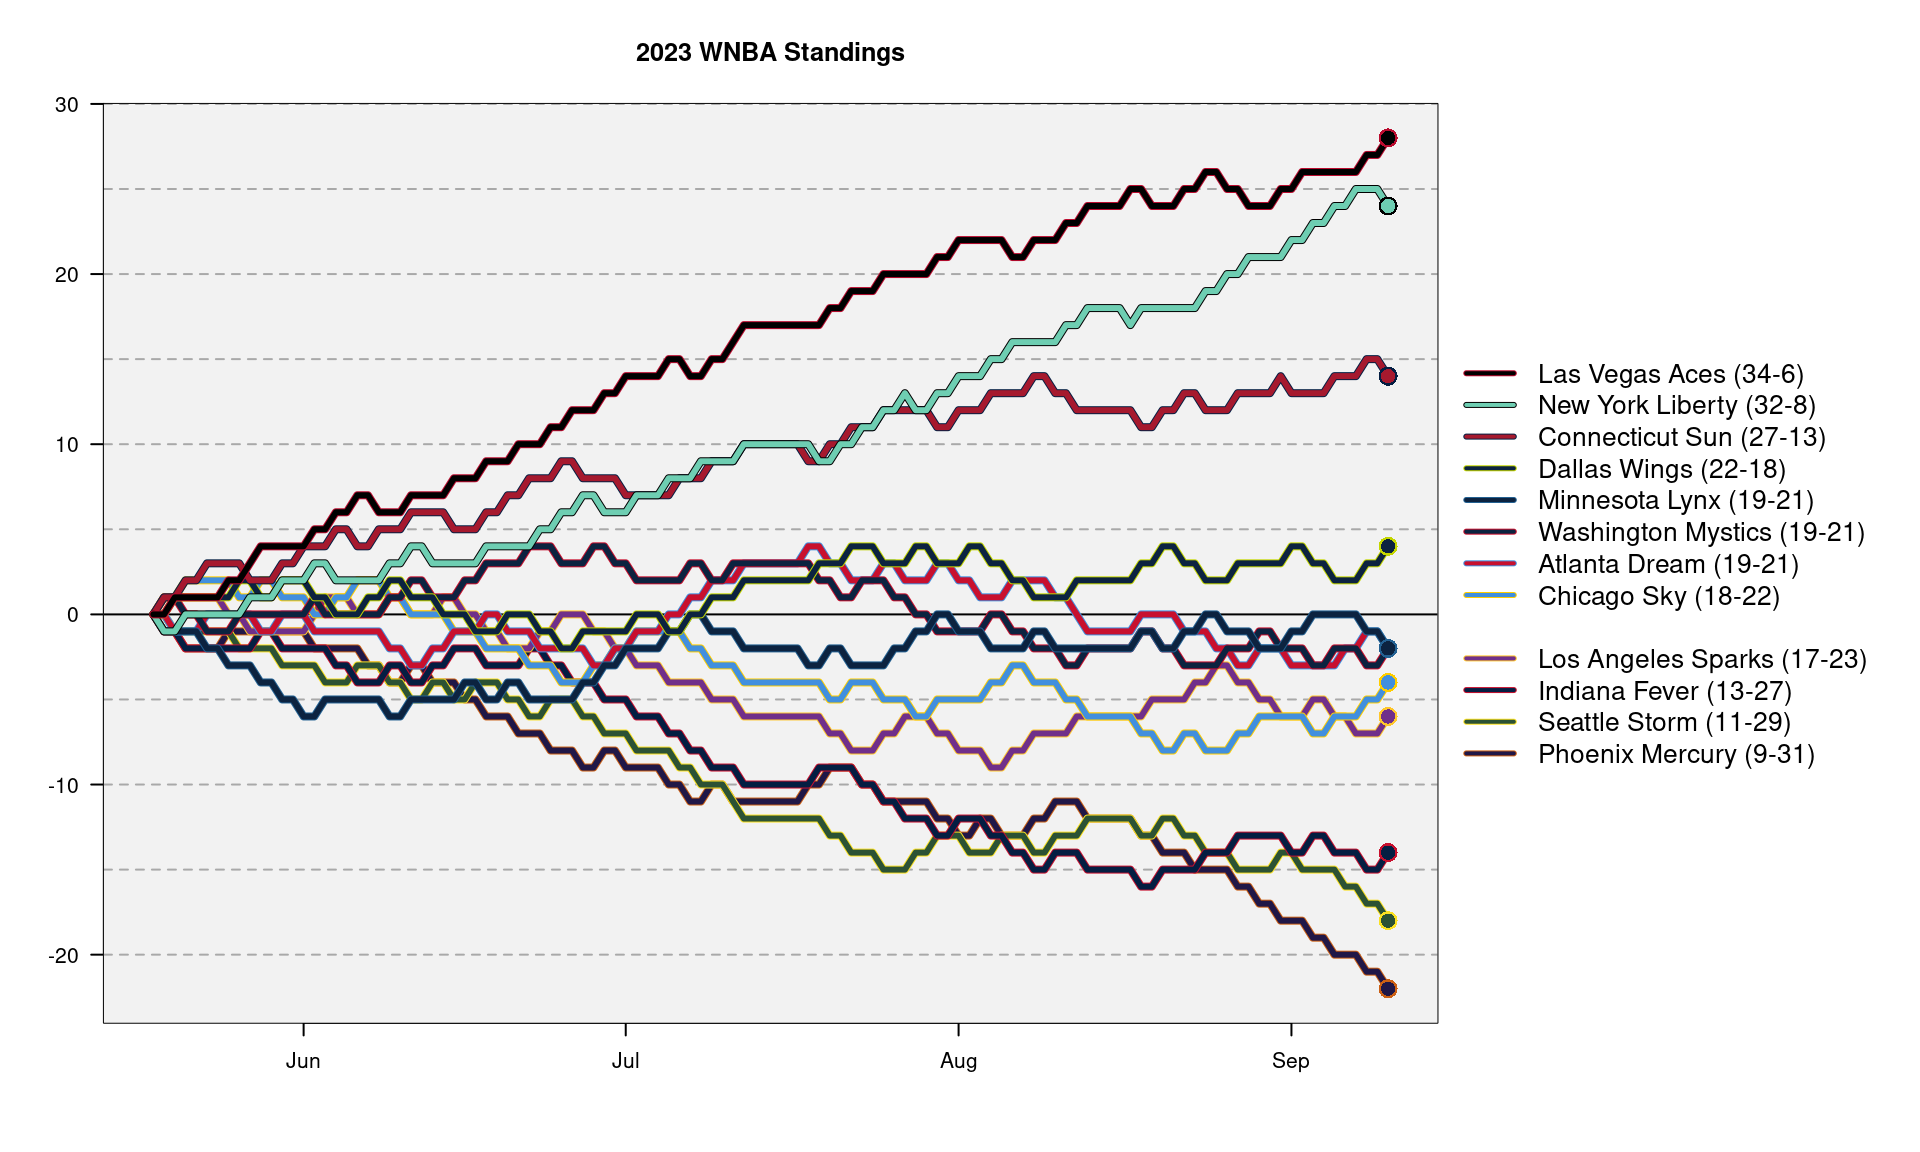 2023 WNBA Standings
30
20
10
0
-10
-20
Jun
Jul
Aug
Sep
Las Vegas Aces (34-6)
New York Liberty (32-8)
Connecticut Sun (27-13)
Dallas Wings (22-18)
Minnesota Lynx (19-21)
Washington Mystics (19-21)
Atlanta Dream (19-21)
Chicago Sky (18-22)
Los Angeles Sparks (17-23)
Indiana Fever (13-27)
Seattle Storm (11-29)
Phoenix Mercury (9-31)